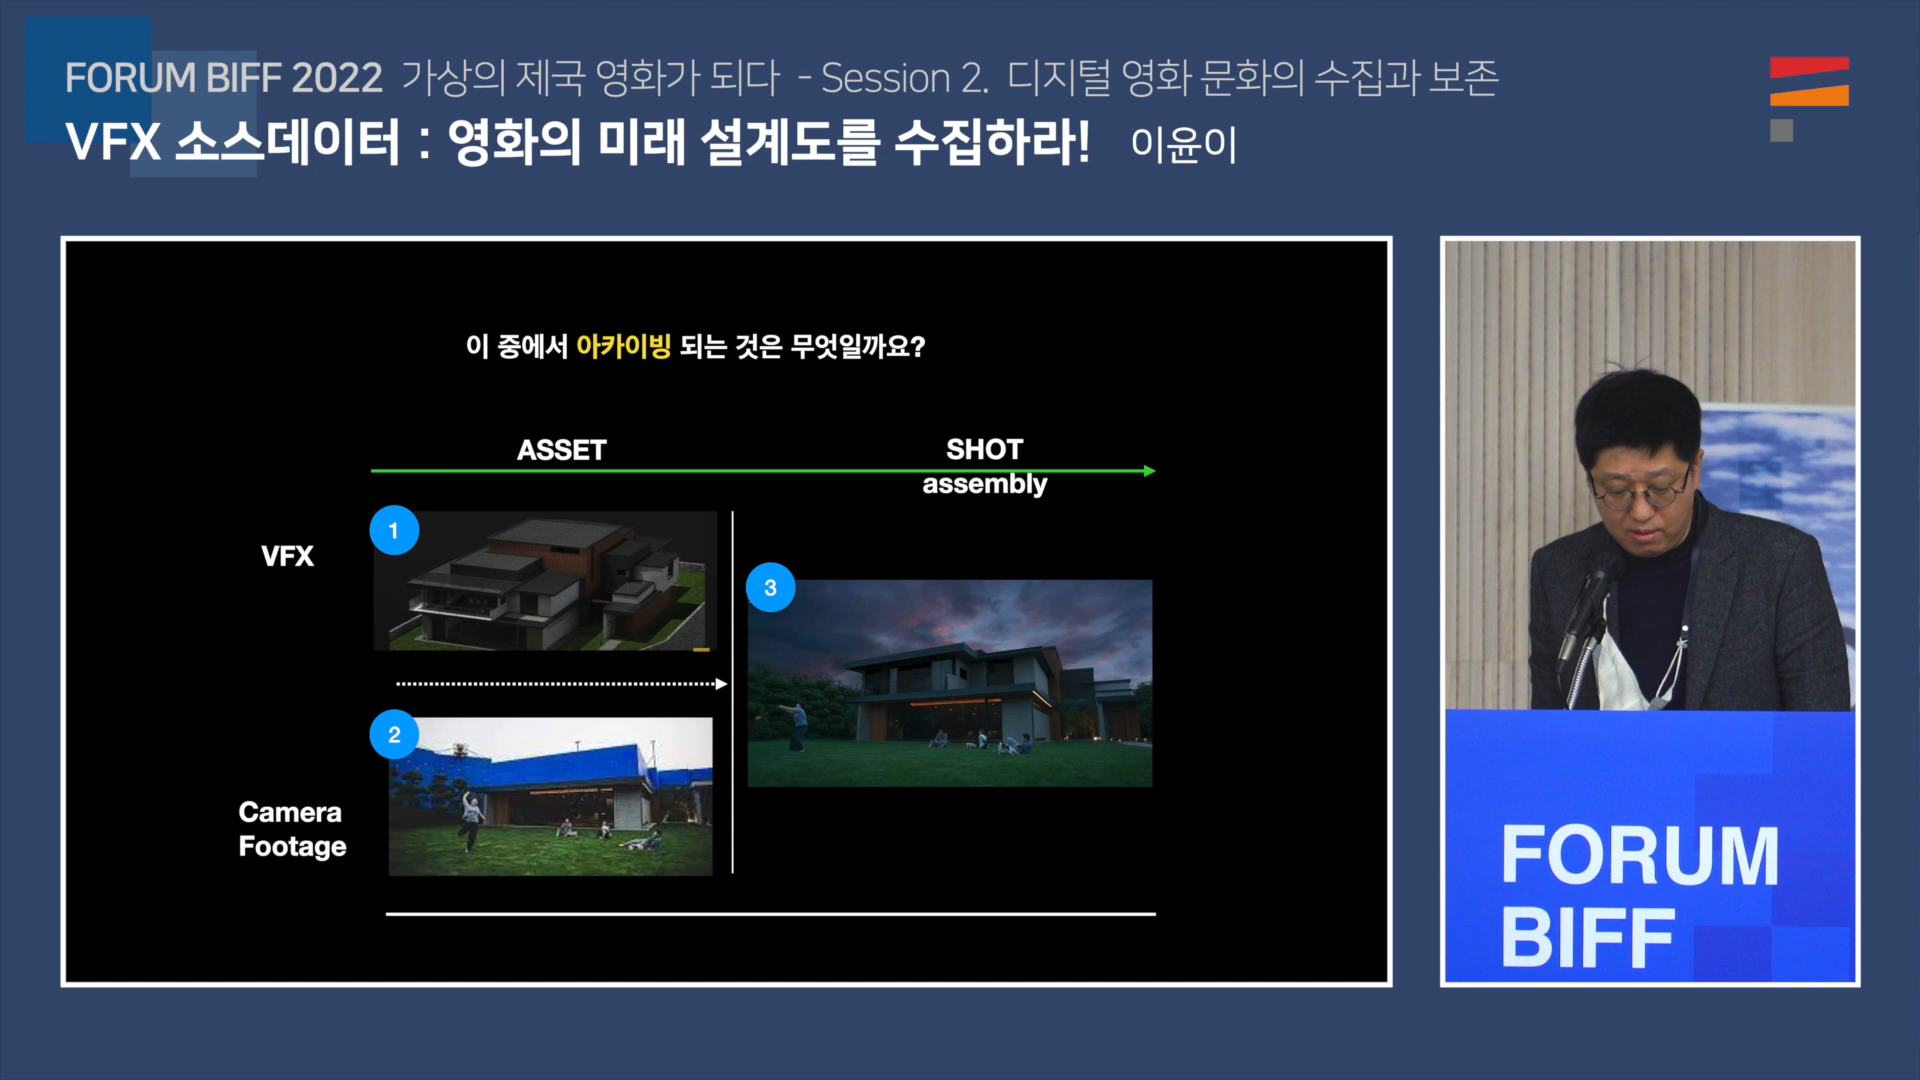 FORUM BIFF 2022 가상의 제국 영화가 되다 - Session 2. 디지털 영화 문화의 수집과 보존
VFX 소스데이터 : 영화의 미래 설계도를 수집하라! 이윤이
이 중에서 아카이빙 되는 것은 무엇일까요?
ASSET
SHOT
assembly
VFX
1
3
2
Camera
Footage
FORUM
BIFF